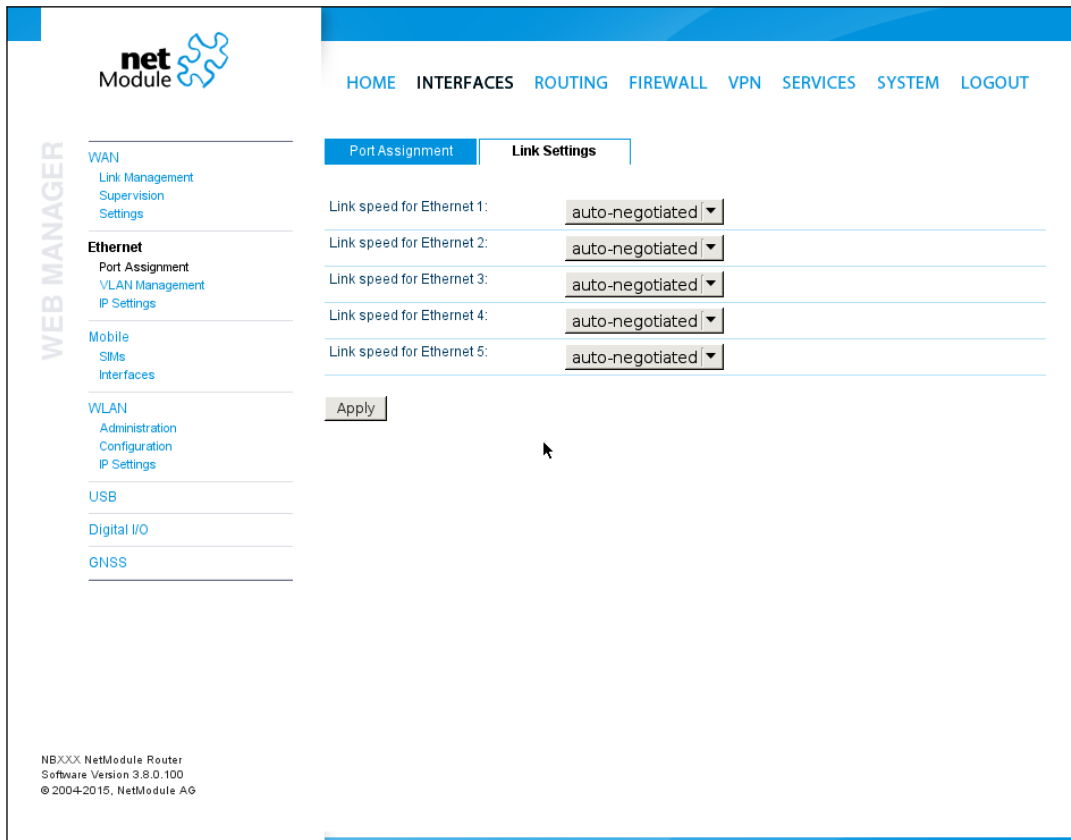 net
Module
HOME INTERFACES ROUTING FIREWALL VPN SERVICES SYSTEM LOGOUT
WEB MANAGER
WAN
Link Management
Supervision
Settings
Ethernet
Port Assignment
VLAN Management
IP Settings
Mobile
SIMs
Interfaces
WLAN
Administration
Configuration
IP Settings
USB
Digital I/O
GNSS
Port Assignment Link Settings
Link speed for Ethernet 1: auto-negotiated
Link speed for Ethernet 2: auto-negotiated
Link speed for Ethernet 3: auto-negotiated
Link speed for Ethernet 4: auto-negotiated
Link speed for Ethernet 5: auto-negotiated
Apply
NBXXX NetModule Router
Software Version 3.8.0.100
© 2004-2015, NetModule AG